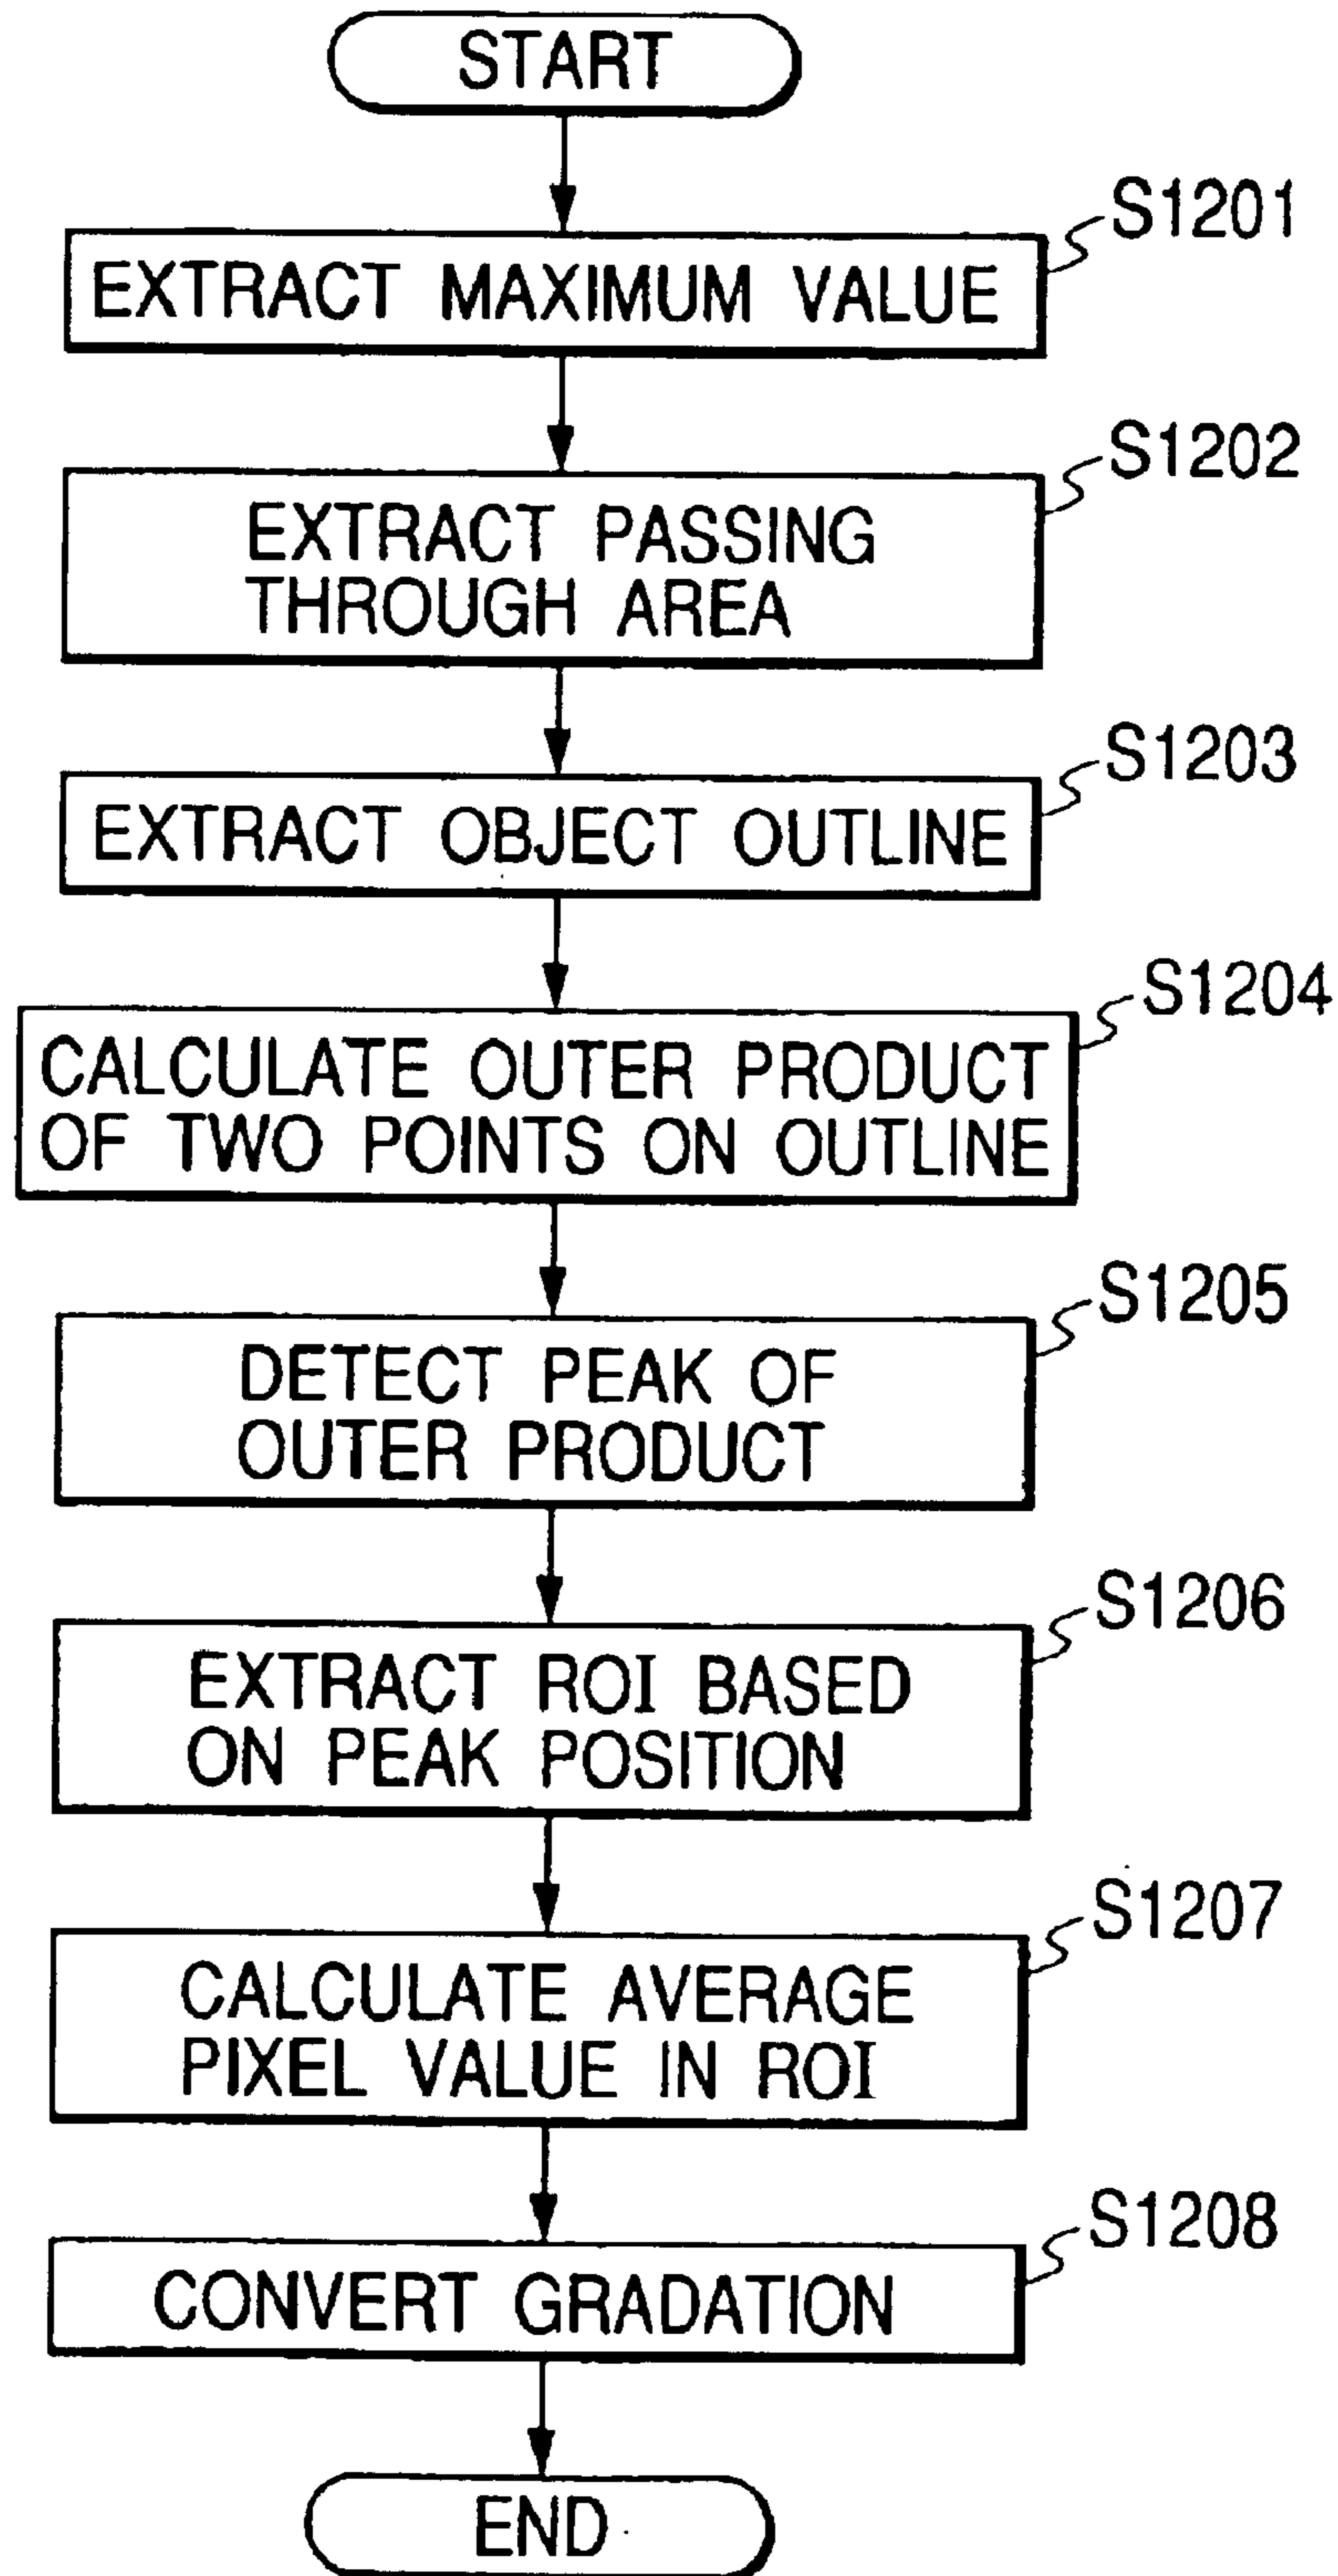 START
S1201
EXTRACT MAXIMUM VALUE
S1202
EXTRACT PASSING
THROUGH AREA
S1203
EXTRACT OBJECT OUTLINE
S1204
CALCULATE OUTER PRODUCT
OF TWO POINTS ON OUTLINE
S1205
DETECT PEAK OF
OUTER PRODUCT
S1206
EXTRACT ROI BASED
ON PEAK POSITION
S1207
CALCULATE AVERAGE
PIXEL VALUE IN ROI
S1208
CONVERT GRADATION
END